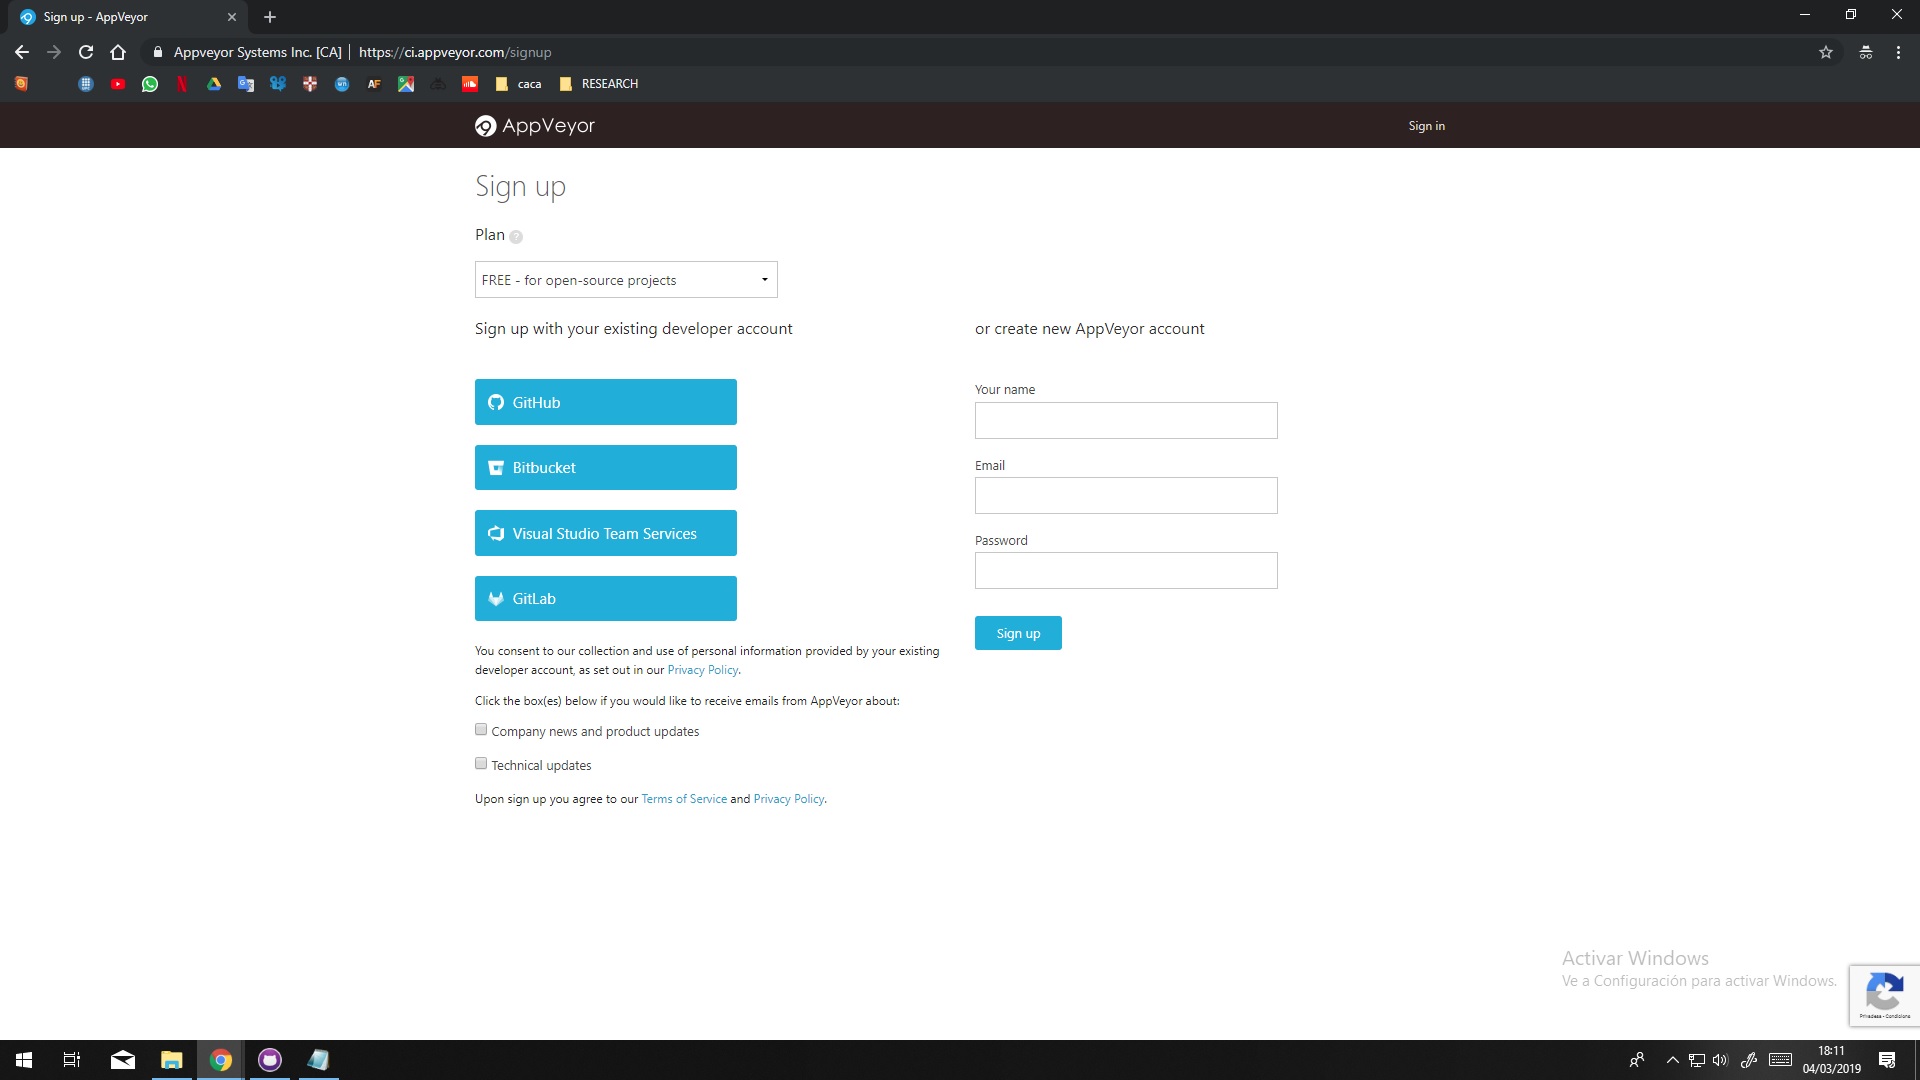 Sign up - AppVeyor
Appveyor Systems Inc. [CA] | https://ci.appveyor.com/signup
caca
RESEARCH
AppVeyor
Sign in
Sign up
Plan ?
FREE - for open-source projects
Sign up with your existing developer account
or create new AppVeyor account
GitHub
Bitbucket
Visual Studio Team Services
GitLab
Your name
Email
Password
Sign up
You consent to our collection and use of personal information provided by your existing
developer account, as set out in our Privacy Policy.
Click the box(es) below if you would like to receive emails from AppVeyor about:
Company news and product updates
Technical updates
Upon sign up you agree to our Terms of Service and Privacy Policy.
Activar Windows
Ve a Configuración para activar Windows.
18:11
04/03/2019